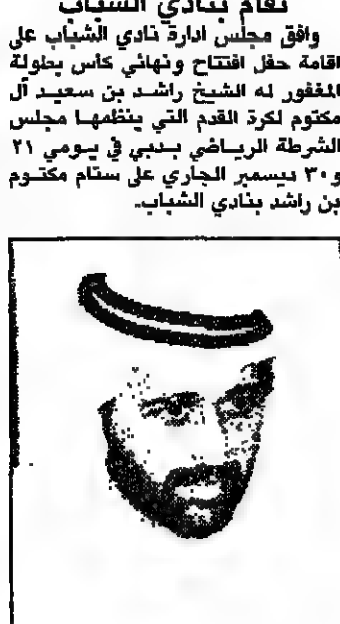 تقام بنادي الشباب
وافق مجلس ادارة نادي الشباب على
اقامة حفل افتتاح ونهائي كأس بطولة
المغفور له الشيخ راشد بن سعيد آل
مكتوم لكرة القدم التي ينظمها مجلس
الشرطة الرياضي بدبي في يومي ٢١
و٣٠ ديسمبر الجاري على ستاد مكتوم
بن راشد بنادي الشباب.